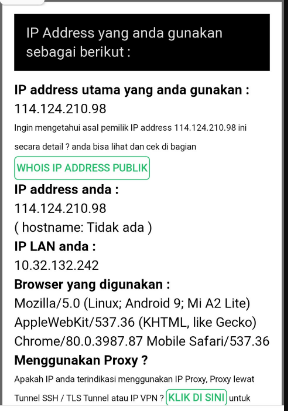 IP Address yang anda gunakan
sebagai berikut :
IP address utama yang anda gunakan :
114.124.210.98
Ingin mengetahui asal pemilik IP address 114.124.210.98 ini
secara detail ? anda bisa lihat dan cek di bagian
WHOIS IP ADDRESS PUBLIK
IP address anda :
114.124.210.98
( hostname: Tidak ada )
IP LAN anda :
10.32.132.242
Browser yang digunakan :
Mozilla/5.0 (Linux; Android 9; Mi A2 Lite)
AppleWebKit/537.36 (KHTML, like Gecko)
Chrome/80.0.3987.87 Mobile Safari/537.36
Menggunakan Proxy ?
Apakah IP anda terindikasi menggunakan IP Proxy, Proxy lewat
Tunnel SSH / TLS Tunnel atau IP VPN ? KLIK DI SINI untuk